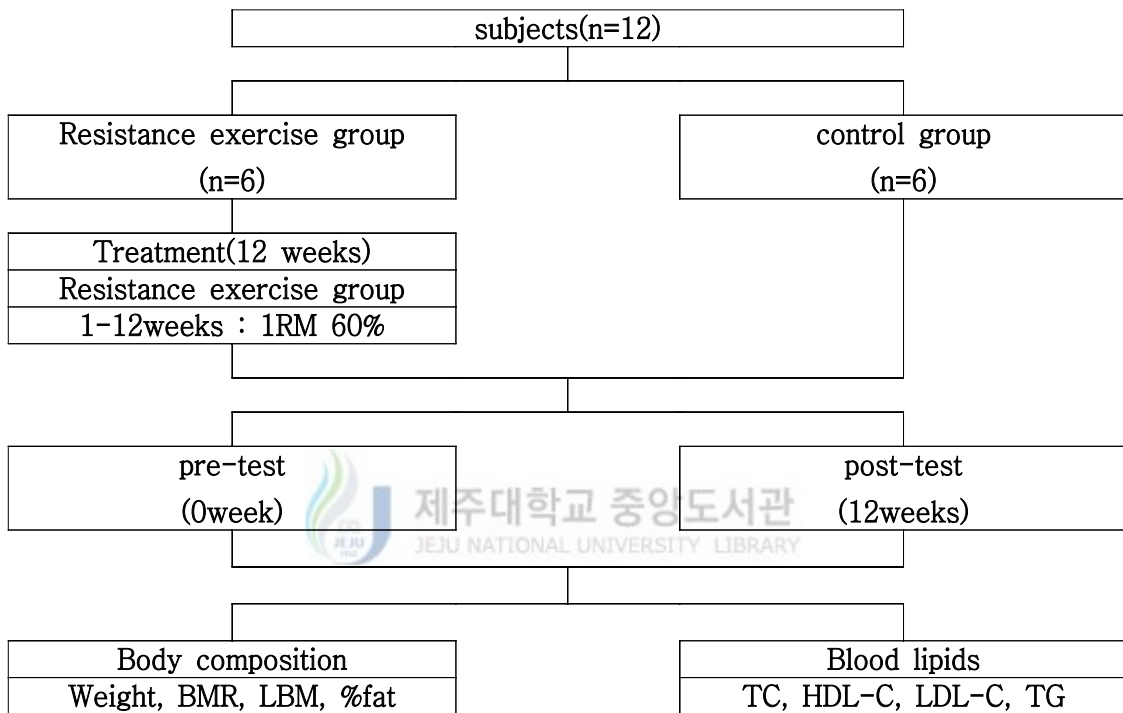 subjects(n=12)
Resistance exercise group
(n=6)
control group
(n=6)
Treatment(12 weeks)
Resistance exercise group
1-12weeks : 1RM 60%
pre-test
(0week)
post-test
(12weeks)
제주대학교 중앙도서관
JEJU NATIONAL UNIVERSITY LIBRARY
JEJU
1952
Body composition
Weight, BMR, LBM, %fat
Blood lipids
TC, HDL-C, LDL-C, TG